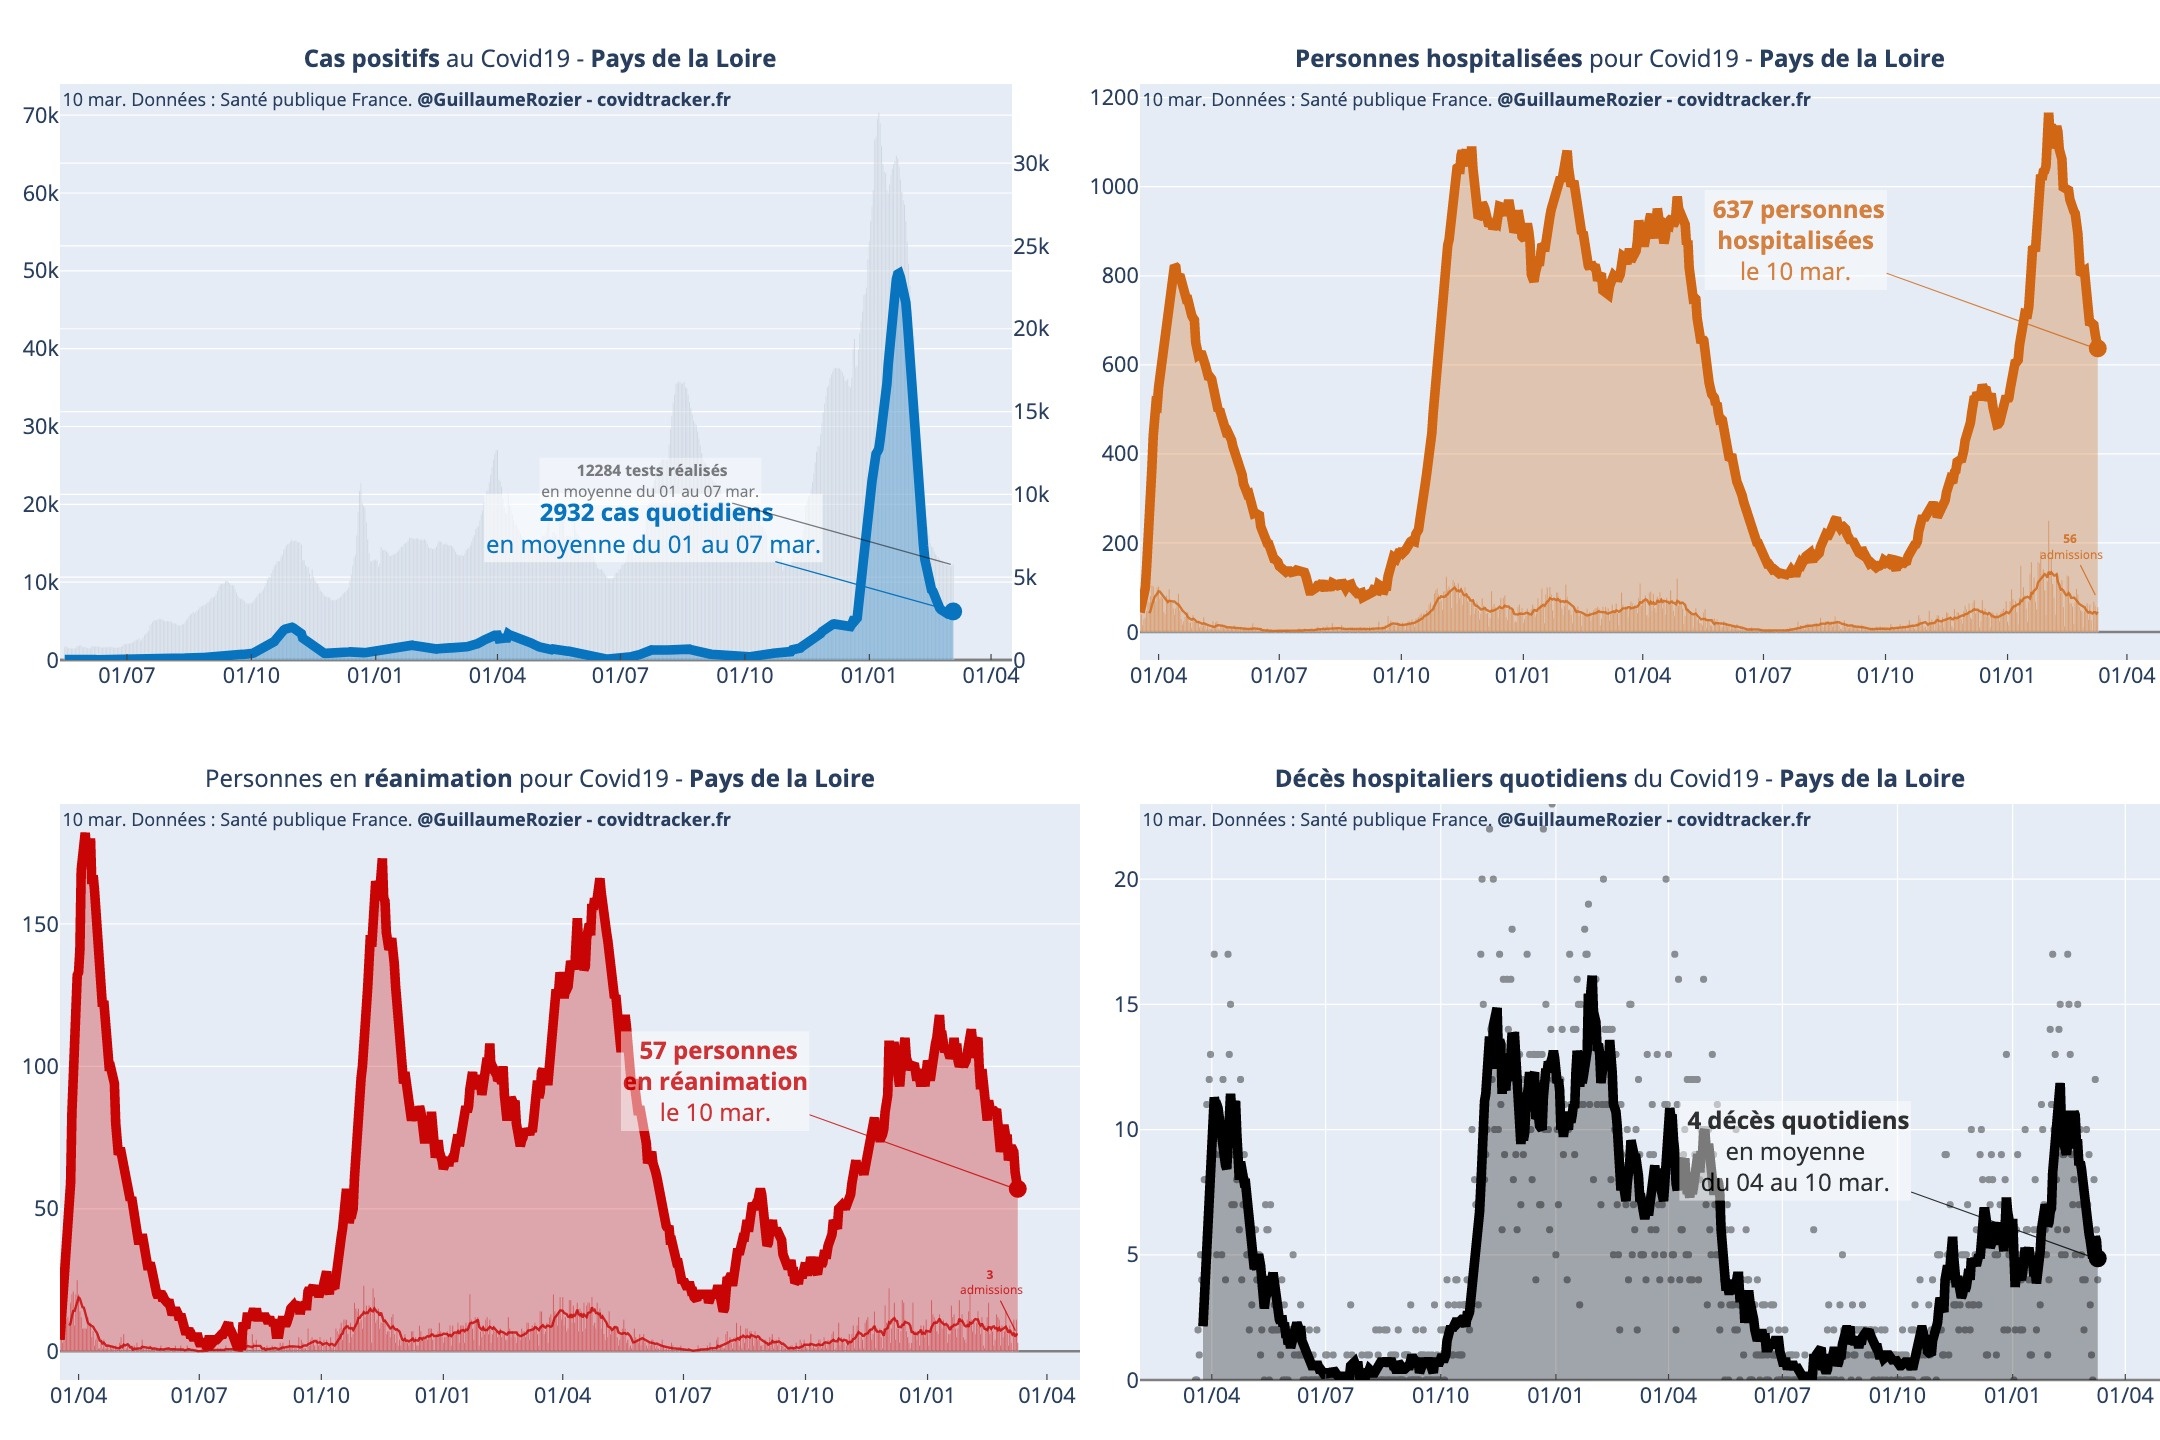 Cas positifs au Covid19 - Pays de la Loire
10 mar. Données : Santé publique France. @GuillaumeRozier - covidtracker.fr
70k
60k
50k
40k
30k
20k
10k
0
30k
25k
20k
15k
10k
5k
0
12284 tests réalisés
en moyenne du 01 au 07 mar.
2932 cas quotidiens
en moyenne du 01 au 07 mar.
01/07 01/10 01/01 01/04 01/07 01/10 01/01 01/04
Personnes hospitalisées pour Covid19 - Pays de la Loire
10 mar. Données : Santé publique France. @GuillaumeRozier - covidtracker.fr
1200
1000
800
600
400
200
0
637 personnes
hospitalisées
le 10 mar.
56
admissions
01/04 01/07 01/10 01/01 01/04 01/07 01/10 01/01 01/04
Personnes en réanimation pour Covid19 - Pays de la Loire
10 mar. Données : Santé publique France. @GuillaumeRozier - covidtracker.fr
150
100
50
0
57 personnes
en réanimation
le 10 mar.
3
admissions
01/04 01/07 01/10 01/01 01/04 01/07 01/10 01/01 01/04
Décès hospitaliers quotidiens du Covid19 - Pays de la Loire
10 mar. Données : Santé publique France. @GuillaumeRozier - covidtracker.fr
20
15
10
5
0
4 décès quotidiens
en moyenne
du 04 au 10 mar.
01/04 01/07 01/10 01/01 01/04 01/07 01/10 01/01 01/04